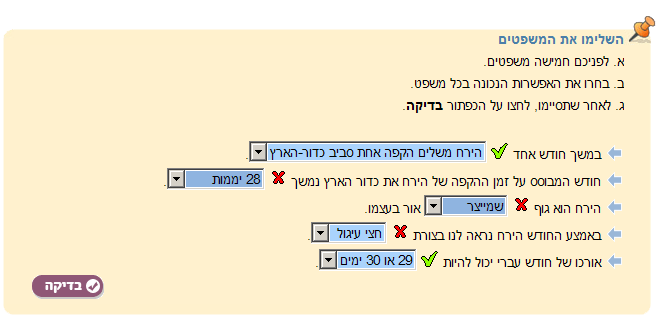 השלימו את המשפטים
א. לפניכם חמישה משפטים.
ב. בחרו את האפשרות הנכונה בכל משפט.
ג. לאחר שתסיימו, לחצו על הכפתור בדיקה.
במשך חודש אחד הירח משלים הקפה אחת סביב כדור-הארץ.
חודש המבוסס על זמן ההקפה של הירח את כדור הארץ נמשך 28 יממות.
הירח הוא גוף שמייצר אור בעצמו.
באמצע החודש הירח נראה לנו בצורת חצי עיגול.
אורכו של חודש עברי יכול להיות 29 או 30 ימים.
בדיקה